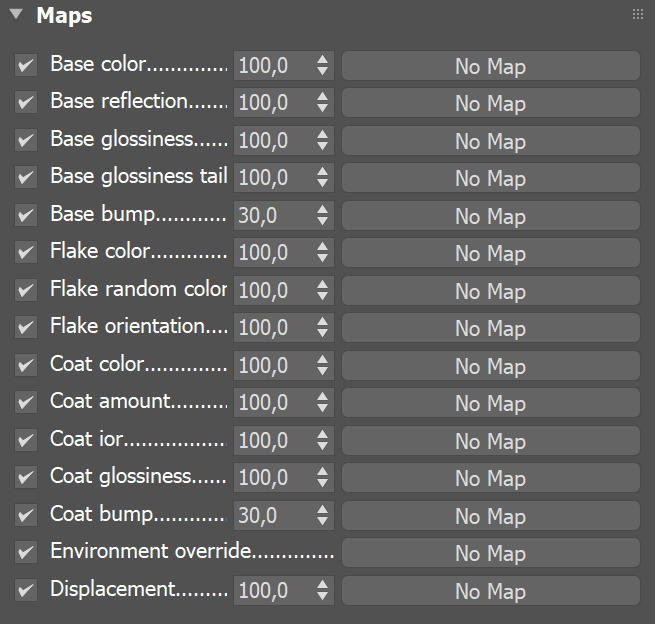 Maps
Base color.............. 100,0 No Map
Base reflection....... 100,0 No Map
Base glossiness...... 100,0 No Map
Base glossiness tail 100,0 No Map
Base bump............ 30,0 No Map
Flake color............. 100,0 No Map
Flake random color 100,0 No Map
Flake orientation.... 100,0 No Map
Coat color.............. 100,0 No Map
Coat amount.......... 100,0 No Map
Coat ior................. 100,0 No Map
Coat glossiness...... 100,0 No Map
Coat bump............ 30,0 No Map
Environment override.............. No Map
Displacement......... 100,0 No Map